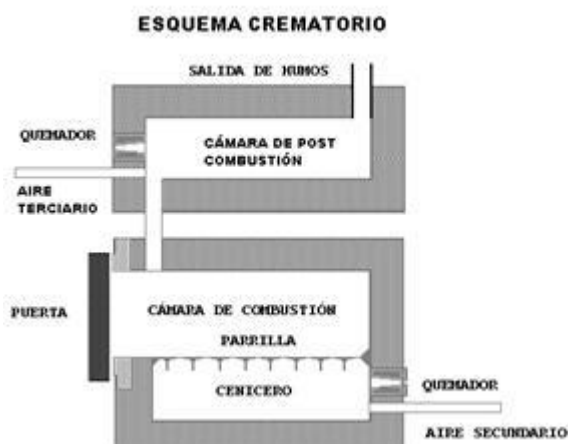 ESQUEMA CREMATORIO
SALIDA DE HUMOS
QUEMADOR
CÁMARA DE POST
COMBUSTIÓN
AIRE
TERCIARIO
PUERTA
CÁMARA DE COMBUSTIÓN
PARRILLA
CENICERO
QUEMADOR
AIRE SECUNDARIO